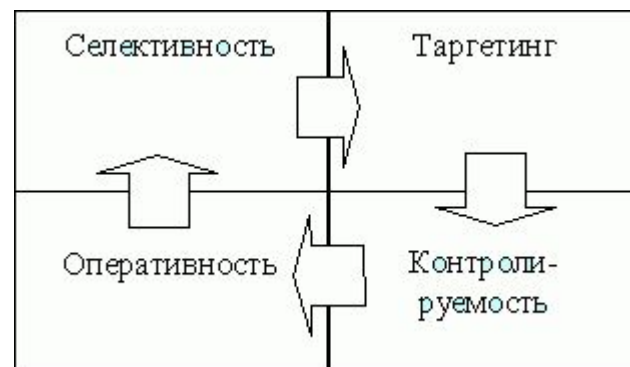 Селективность
Таргетинг
Оперативность
Контроли-
руемость